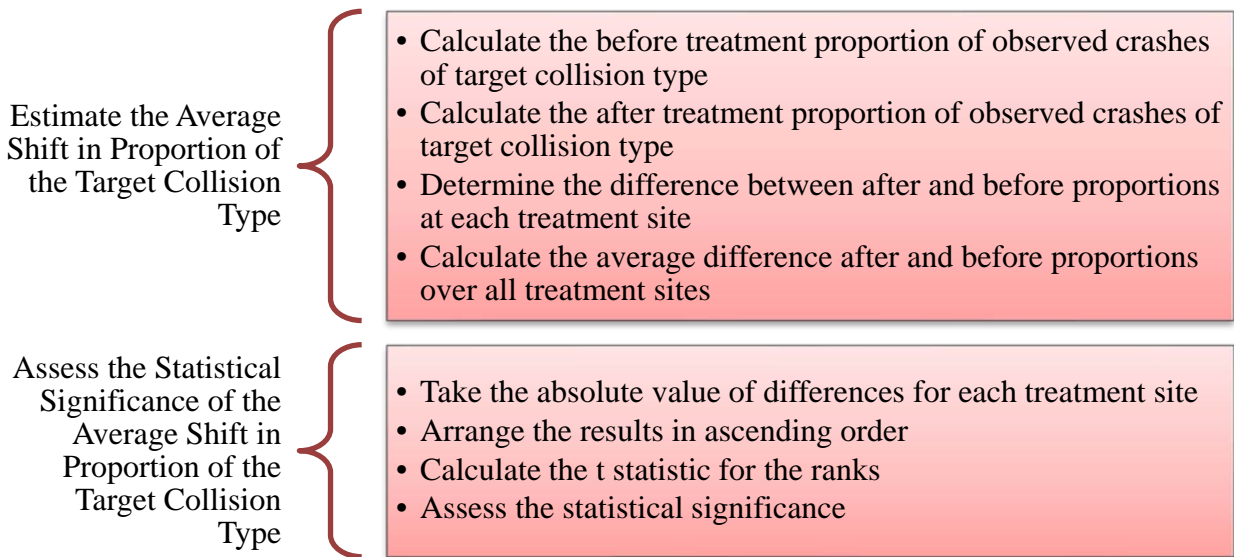 Estimate the Average
Shift in Proportion of
the Target Collision
Type
• Calculate the before treatment proportion of observed crashes
of target collision type
• Calculate the after treatment proportion of observed crashes of
target collision type
• Determine the difference between after and before proportions
at each treatment site
• Calculate the average difference after and before proportions
over all treatment sites
Assess the Statistical
Significance of the
Average Shift in
Proportion of the
Target Collision
Type
• Take the absolute value of differences for each treatment site
• Arrange the results in ascending order
• Calculate the t statistic for the ranks
• Assess the statistical significance